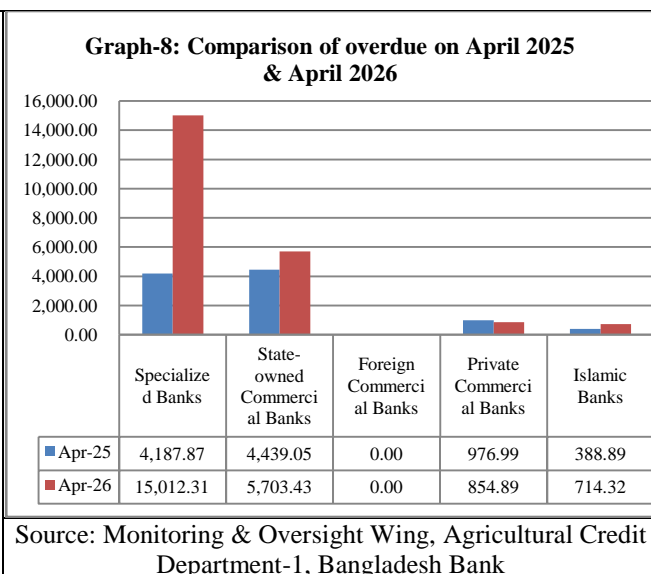 Graph-8: Comparison of overdue on April 2025
& April 2026
16,000.00
14,000.00
12,000.00
10,000.00
8,000.00
6,000.00
4,000.00
2,000.00
0.00
Specialize
d Banks
State-
owned
Commerci
al Banks
Foreign
Commerci
al Banks
Private
Commerci
al Banks
Islamic
Banks
Apr-25 4,187.87 4,439.05 0.00 976.99 388.89
Apr-26 15,012.31 5,703.43 0.00 854.89 714.32
Source: Monitoring & Oversight Wing, Agricultural Credit
Department-1, Bangladesh Bank